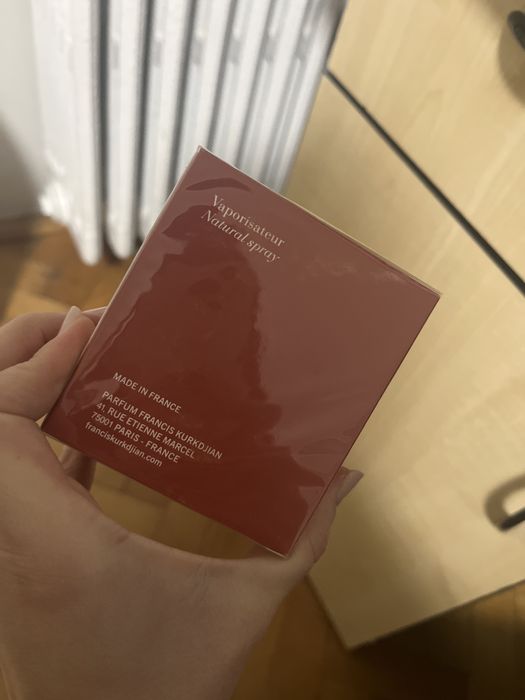 Vaporisateur
Natural spray
MADE IN FRANCE
PARFUM FRANCIS KURKDJIAN
41, RUE ETIENNE MARCEL
75001 PARIS - FRANCE
franciskurkdjian.com